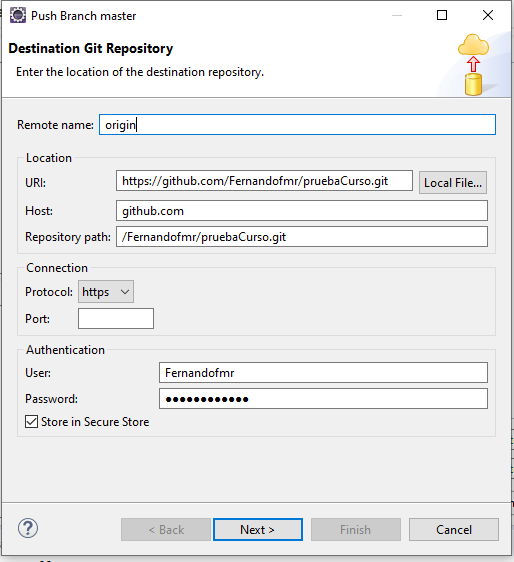 Push Branch master
Destination Git Repository
Enter the location of the destination repository.
Remote name: origin
Location
URI: https://github.com/Fernandofmr/pruebaCurso.git Local File...
Host: github.com
Repository path: /Fernandofmr/pruebaCurso.git
Connection
Protocol: https
Port:
Authentication
User: Fernandofmr
Password: ●●●●●●●●●●●●
Store in Secure Store
< Back Next > Finish Cancel